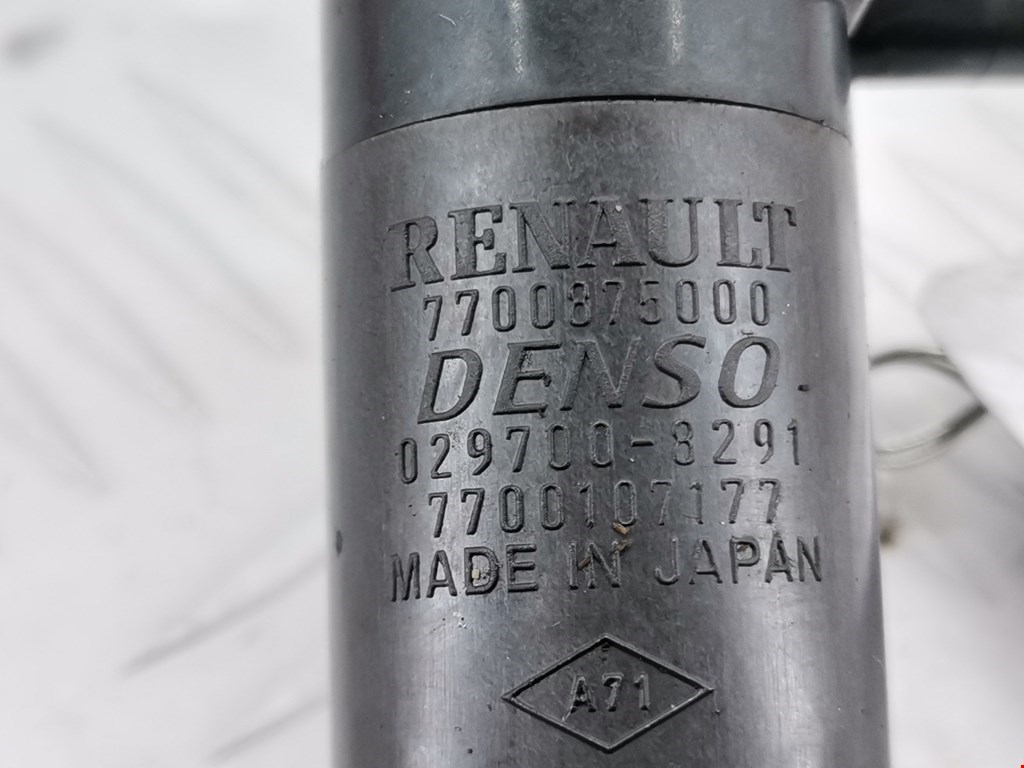 RENAULT
7700875000
DENSO
029700-8291
7700107177
MADE IN JAPAN
A71